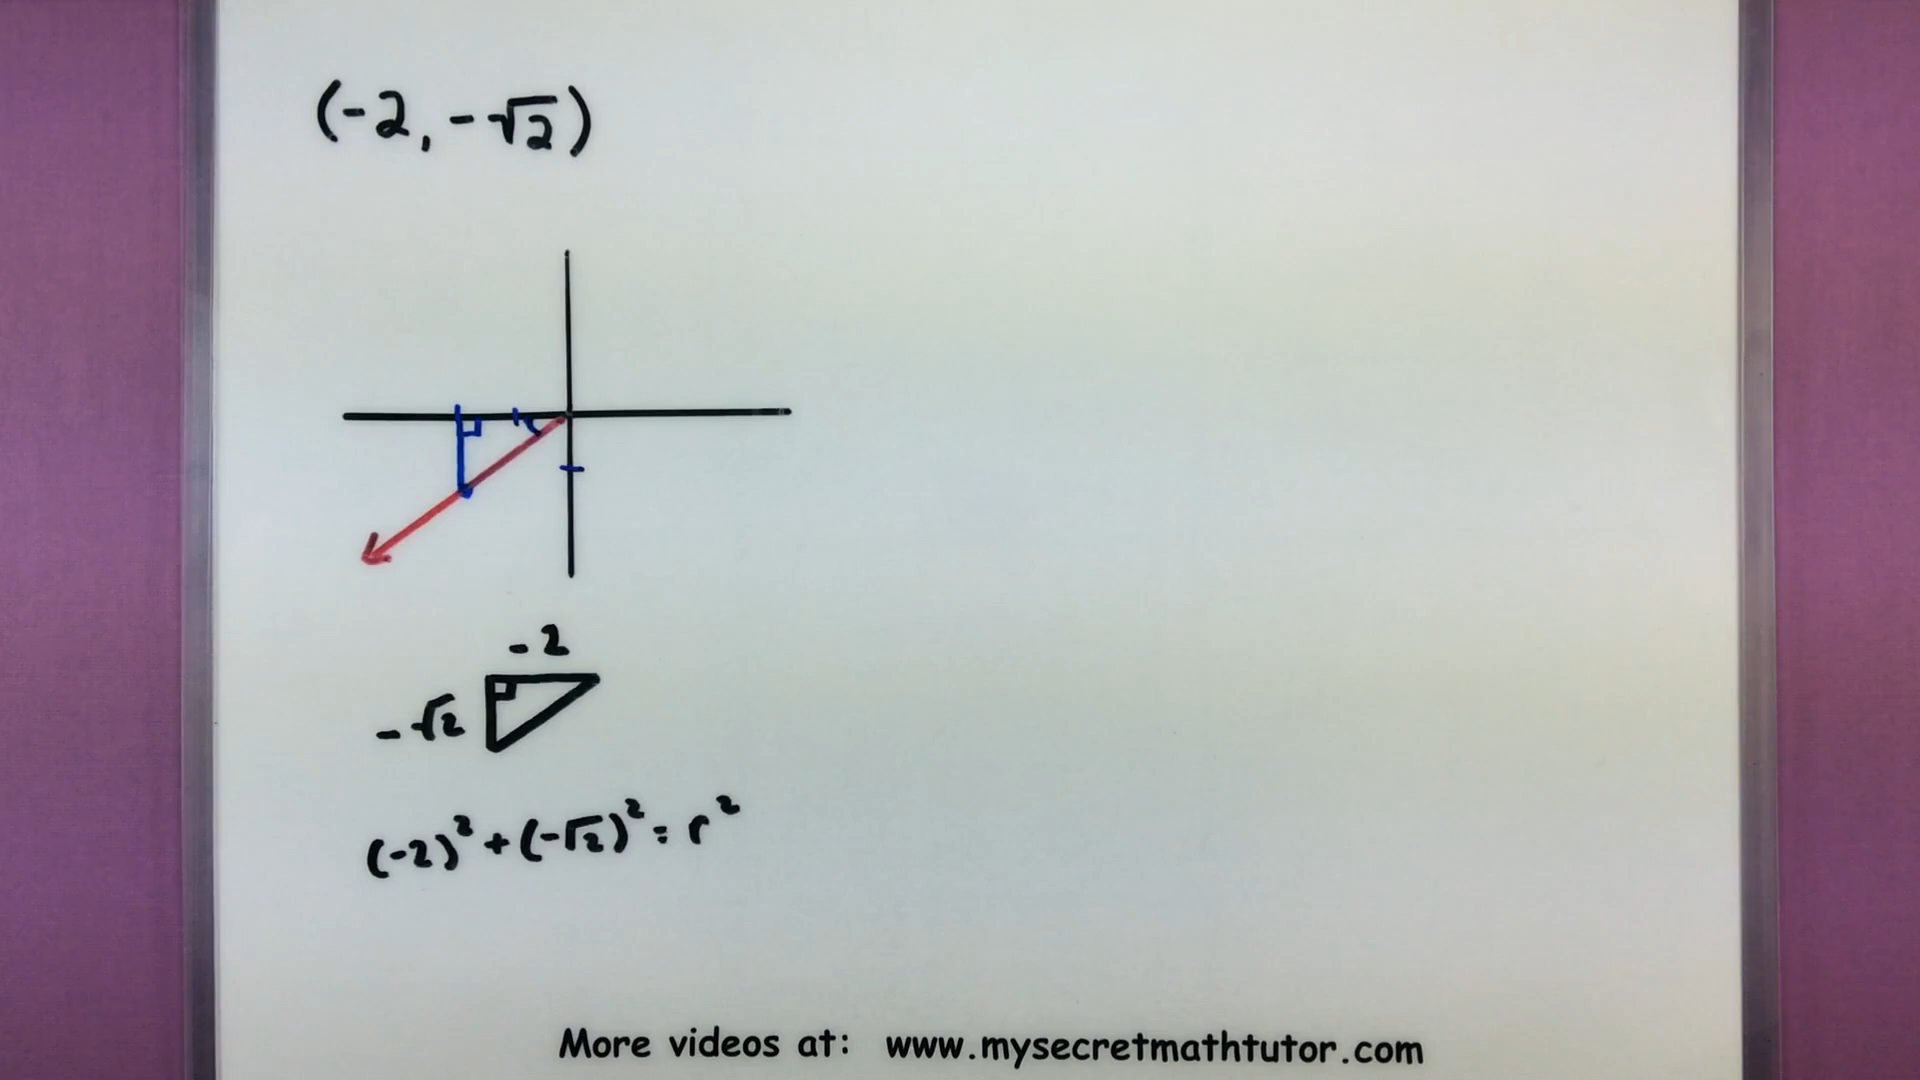 (-2, -√2)
-2
-√2
(-2)² + (-√2)² = r²
More videos at: www.mysecretmathtutor.com